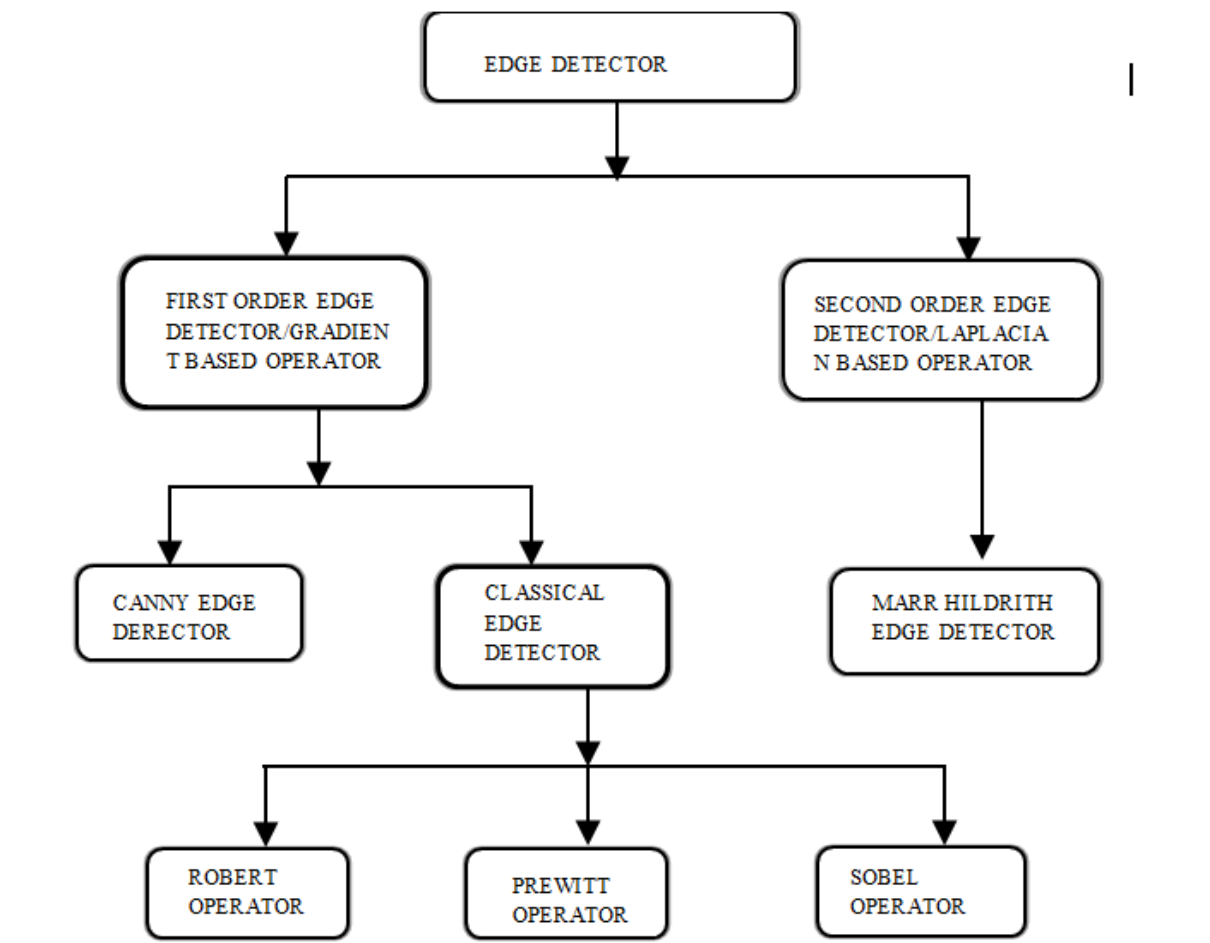 EDGE DETECTOR
FIRST ORDER EDGE
DETECTOR/GRADIEN
T BASED OPERATOR
SECOND ORDER EDGE
DETECTOR/LAPLACIA
N BASED OPERATOR
CANNY EDGE
DERECTOR
CLASSICAL
EDGE
DETECTOR
MARR HILDRITH
EDGE DETECTOR
ROBERT
OPERATOR
PREWITT
OPERATOR
SOBEL
OPERATOR